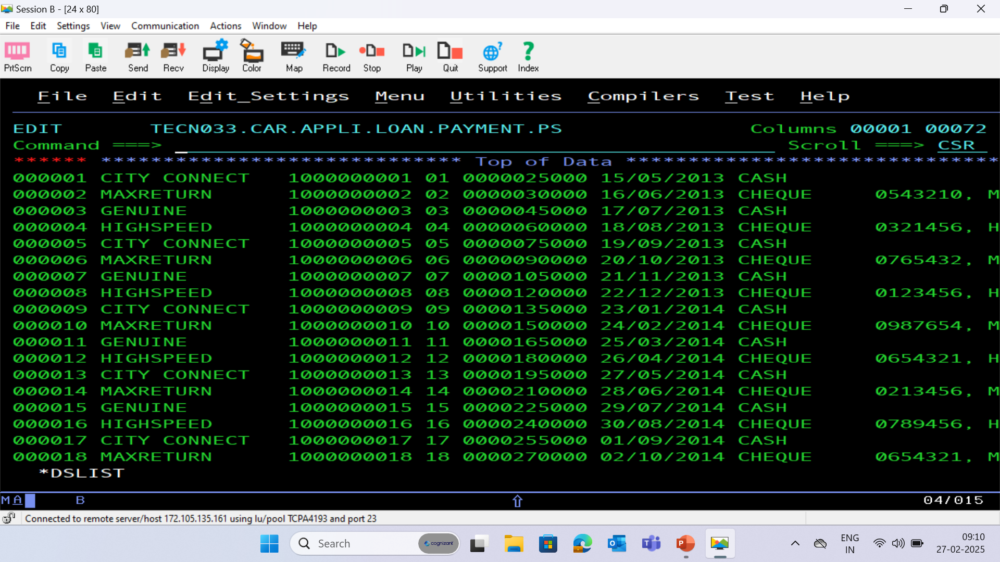 Session B - [24 x 80]
File Edit Settings View Communication Actions Window Help
PrtScrn Copy Paste Send Recv Display Color Map Record Stop Play Quit Support Index
File Edit Edit_Settings Menu Utilities Compilers Test Help
EDIT TECN033.CAR.APPLI.LOAN.PAYMENT.PS Columns 00001 00072
Command ===> Scroll ===> CSR
****** ***************************** Top of Data ******************************
000001 CITY CONNECT 1000000001 01 0000025000 15/05/2013 CASH
000002 MAXRETURN 1000000002 02 0000030000 16/06/2013 CHEQUE 0543210, M
000003 GENUINE 1000000003 03 0000045000 17/07/2013 CASH
000004 HIGHSPEED 1000000004 04 0000060000 18/08/2013 CHEQUE 0321456, H
000005 CITY CONNECT 1000000005 05 0000075000 19/09/2013 CASH
000006 MAXRETURN 1000000006 06 0000090000 20/10/2013 CHEQUE 0765432, M
000007 GENUINE 1000000007 07 0000105000 21/11/2013 CASH
000008 HIGHSPEED 1000000008 08 0000120000 22/12/2013 CHEQUE 0123456, H
000009 CITY CONNECT 1000000009 09 0000135000 23/01/2014 CASH
000010 MAXRETURN 1000000010 10 0000150000 24/02/2014 CHEQUE 0987654, M
000011 GENUINE 1000000011 11 0000165000 25/03/2014 CASH
000012 HIGHSPEED 1000000012 12 0000180000 26/04/2014 CHEQUE 0654321, H
000013 CITY CONNECT 1000000013 13 0000195000 27/05/2014 CASH
000014 MAXRETURN 1000000014 14 0000210000 28/06/2014 CHEQUE 0213456, M
000015 GENUINE 1000000015 15 0000225000 29/07/2014 CASH
000016 HIGHSPEED 1000000016 16 0000240000 30/08/2014 CHEQUE 0789456, H
000017 CITY CONNECT 1000000017 17 0000255000 01/09/2014 CASH
000018 MAXRETURN 1000000018 18 0000270000 02/10/2014 CHEQUE 0654321, M
*DSLIST
MA B 04/015
Connected to remote server/host 172.105.135.161 using lu/pool TCPA4193 and port 23
Search cognizant ENG 09:10
IN 27-02-2025